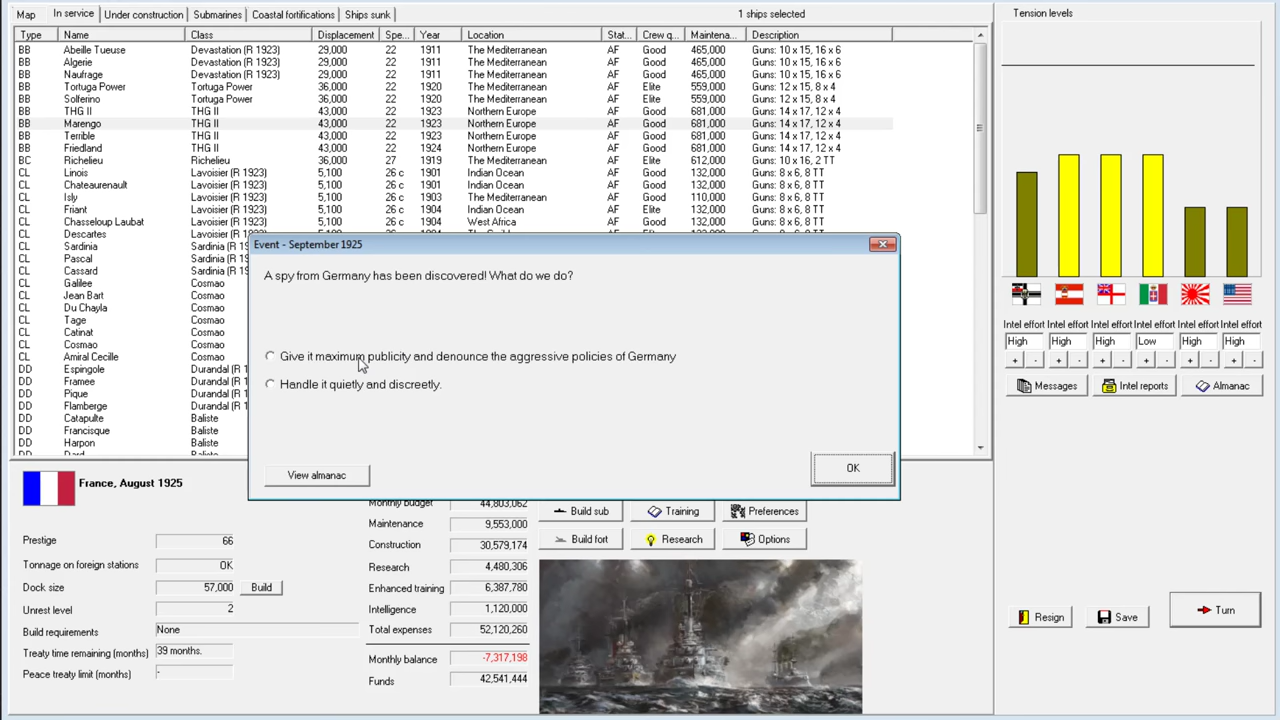 Map In service Under construction Submarines Coastal fortifications Ships sunk 1 ships selected
Type Name Class Displacement Spe... Year Location Stat... Crew q... Maintena... Description
BB Abeille Tueuse Devastation (R 1923) 29,000 22 1911 The Mediterranean AF Good 465,000 Guns: 10 x 15, 16 x 6
BB Algerie Devastation (R 1923) 29,000 22 1911 The Mediterranean AF Good 465,000 Guns: 10 x 15, 16 x 6
BB Naufrage Devastation (R 1923) 29,000 22 1911 The Mediterranean AF Good 465,000 Guns: 10 x 15, 16 x 6
BB Tortuga Power Tortuga Power 36,000 22 1920 The Mediterranean AF Elite 559,000 Guns: 12 x 15, 8 x 4
BB Solferino Tortuga Power 36,000 22 1920 The Mediterranean AF Elite 559,000 Guns: 12 x 15, 8 x 4
BB THG II THG II 43,000 22 1923 Northern Europe AF Good 681,000 Guns: 14 x 17, 12 x 4
BB Marengo THG II 43,000 22 1923 Northern Europe AF Good 681,000 Guns: 14 x 17, 12 x 4
BB Terrible THG II 43,000 22 1923 Northern Europe AF Good 681,000 Guns: 14 x 17, 12 x 4
BB Friedland THG II 43,000 22 1923 Northern Europe AF Good 681,000 Guns: 14 x 17, 12 x 4
BC Richelieu Richelieu 36,000 27 1919 The Mediterranean AF Elite 612,000 Guns: 10 x 16, 2 TT
CL Linois Lavoisier (R 1923) 5,100 26 c 1901 Indian Ocean AF Good 132,000 Guns: 8 x 6, 8 TT
CL Chateaurenault Lavoisier (R 1923) 5,100 26 c 1901 Indian Ocean AF Good 132,000 Guns: 8 x 6, 8 TT
CL Isly Lavoisier (R 1923) 5,100 26 c 1903 The Mediterranean AF Good 110,000 Guns: 8 x 6, 8 TT
CL Friant Lavoisier (R 1923) 5,100 26 c 1904 Indian Ocean AF Elite 132,000 Guns: 8 x 6, 8 TT
CL Chasseloup Laubat Lavoisier (R 1923) 5,100 26 c 1904 West Africa AF Good 132,000 Guns: 8 x 6, 8 TT
CL Descartes Lavoisier (R 1923) 5,100
CL Sardinia Sardinia (R 19
CL Pascal Sardinia (R 19
CL Cassard Sardinia (R 19
CL Galilee Cosmao
CL Jean Bart Cosmao
CL Du Chayla Cosmao
CL Tage Cosmao
CL Catinat Cosmao
CL Forbin Cosmao
CL Amiral Cecille Cosmao
DD Espingole Durandal (R 1
DD Framee Durandal (R 1
DD Pique Durandal (R 1
DD Flamberge Durandal (R 1
DD Catapulte Baliste
DD Francisque Baliste
DD Harpon Baliste
DD Dard Baliste
Event - September 1925
A spy from Germany has been discovered! What do we do?
Give it maximum publicity and denounce the aggressive policies of Germany
Handle it quietly and discreetly.
View almanac OK
Tension levels
Intel effort Intel effort Intel effort Intel effort Intel effort Intel effort
High High High Low High High
+ - + - + - + - + - + -
Messages Intel reports Almanac
France, August 1925
Prestige 66
Tonnage on foreign stations OK
Dock size 57,000 Build
Unrest level 2
Build requirements None
Treaty time remaining (months) 39 months.
Peace treaty limit (months) -
Monthly budget 44,803,062
Maintenance 9,553,000
Construction 30,579,174
Research 4,480,306
Enhanced training 6,387,780
Intelligence 1,120,000
Total expenses 52,120,260
Monthly balance -7,317,198
Funds 42,541,444
Build sub Training Preferences
Build fort Research Options
Resign Save Turn